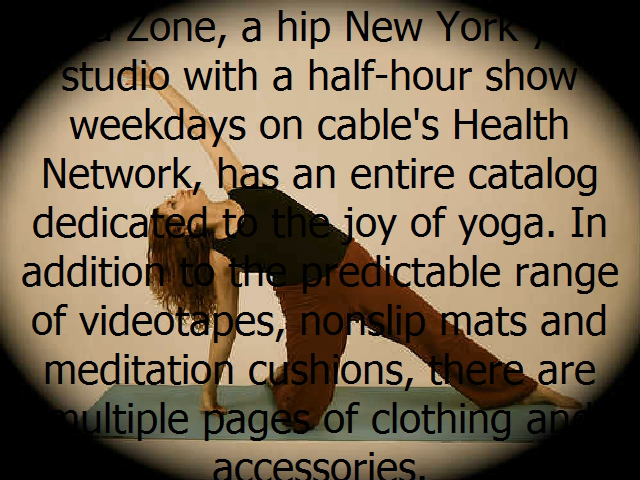 Zone, a hip New York
studio with a half-hour show
weekdays on cable's Health
Network, has an entire catalog
dedicated to the joy of yoga. In
addition to the predictable range
of videotapes, nonslip mats and
meditation cushions, there are
multiple pages of clothing and
accessories.